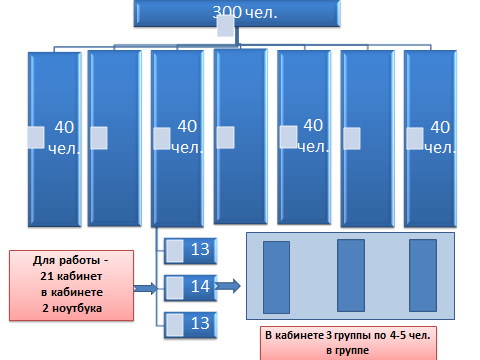 300 чел.
40
чел.
40
чел.
40
чел.
40
чел.
13
14
13
Для работы -
21 кабинет
в кабинете
2 ноутбука
В кабинете 3 группы по 4-5 чел.
в группе